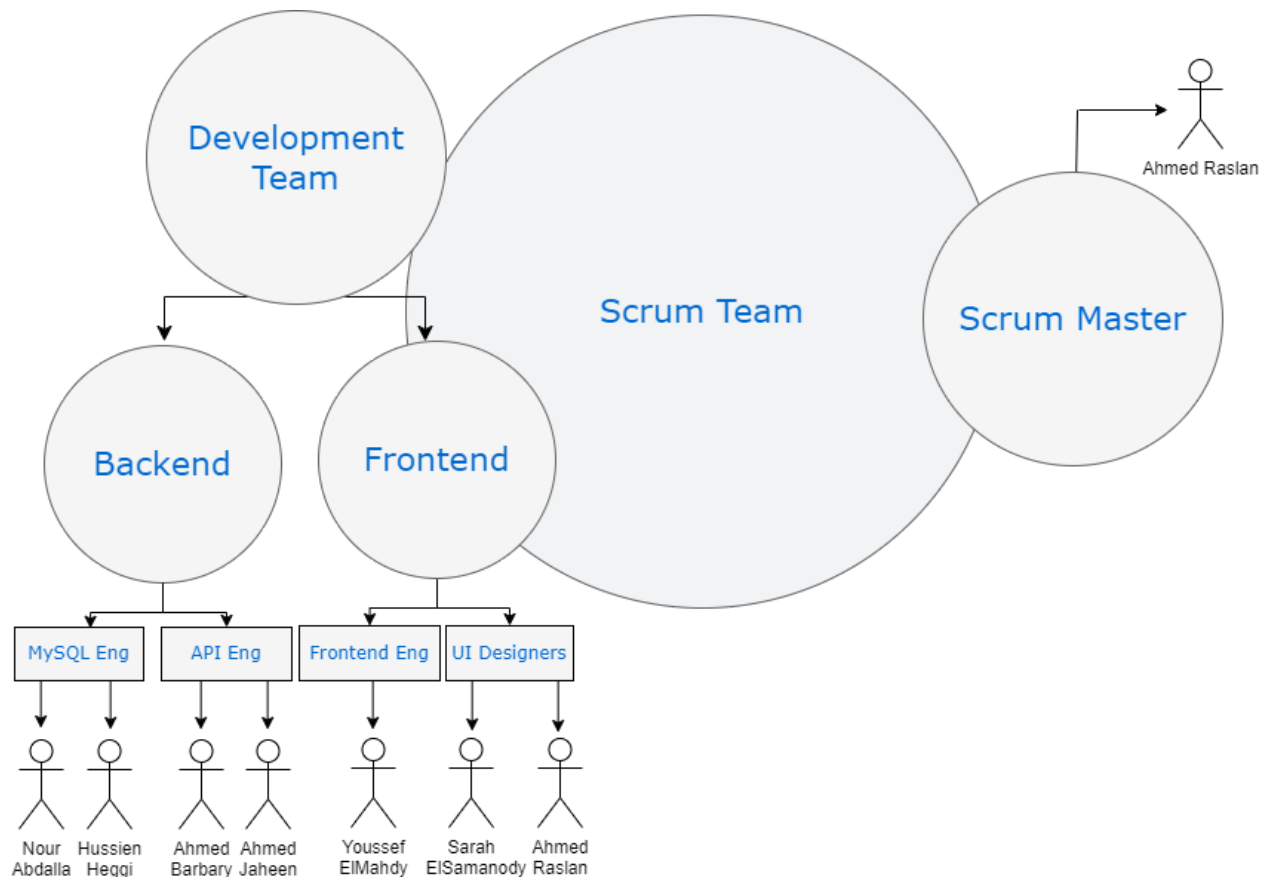 Development
Team
Scrum Team
Scrum Master
Ahmed Raslan
Backend
Frontend
MySQL Eng
API Eng
Frontend Eng
UI Designers
Nour
Abdalla
Hussien
Heggi
Ahmed
Barbary
Ahmed
Jaheen
Youssef
ElMahdy
Sarah
ElSamanody
Ahmed
Raslan